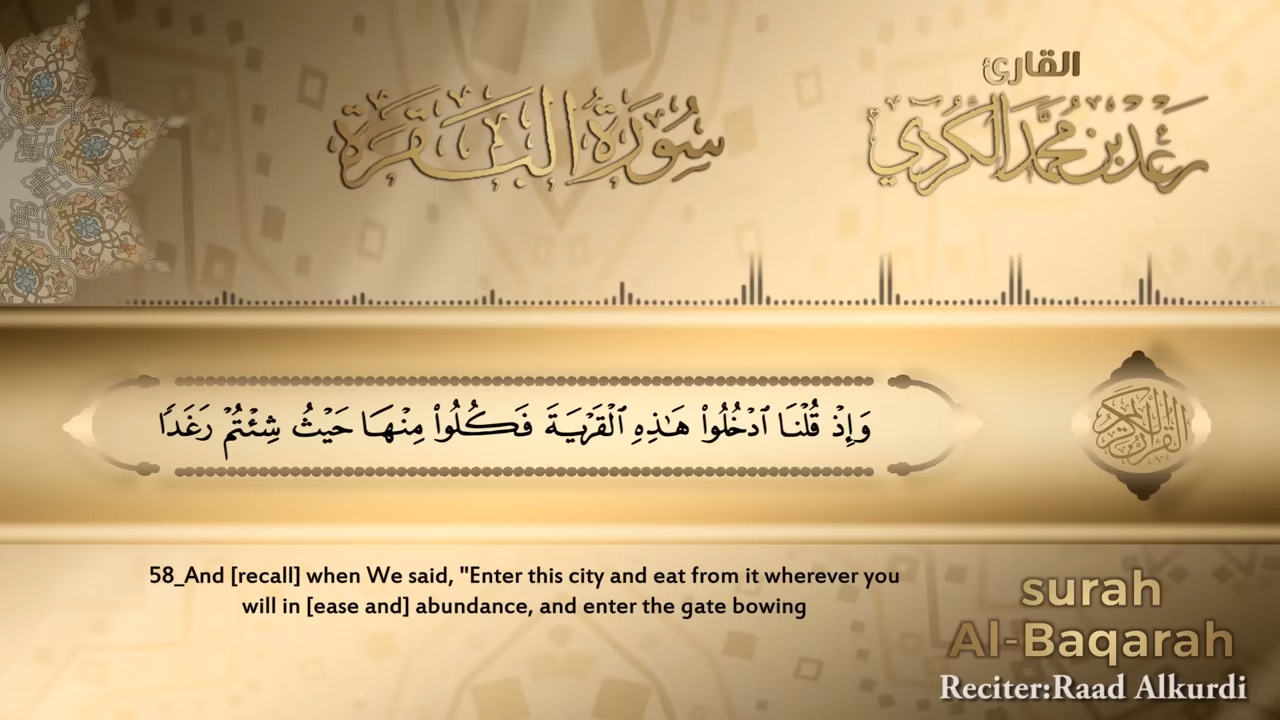 القارئ
سُورَةُ البَقَرَة
رعد بن محمد الكردي
وَإِذْ قُلْنَا ٱدْخُلُوا۟ هَـٰذِهِ ٱلْقَرْيَةَ فَكُلُوا۟ مِنْهَا حَيْثُ شِئْتُمْ رَغَدًا
القرآن الكريم
58_And [recall] when We said, "Enter this city and eat from it wherever you
will in [ease and] abundance, and enter the gate bowing
surah
Al-Baqarah
Reciter:Raad Alkurdi